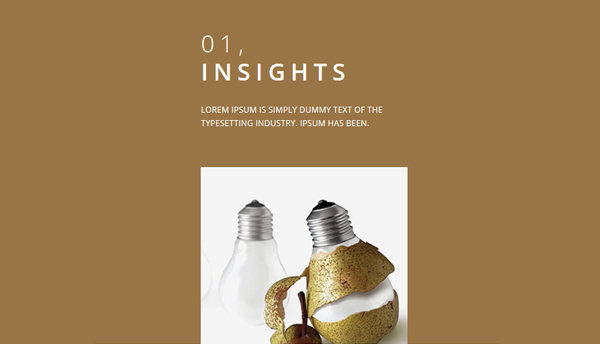 01,
INSIGHTS
LOREM IPSUM IS SIMPLY DUMMY TEXT OF THE
TYPESETTING INDUSTRY. IPSUM HAS BEEN.